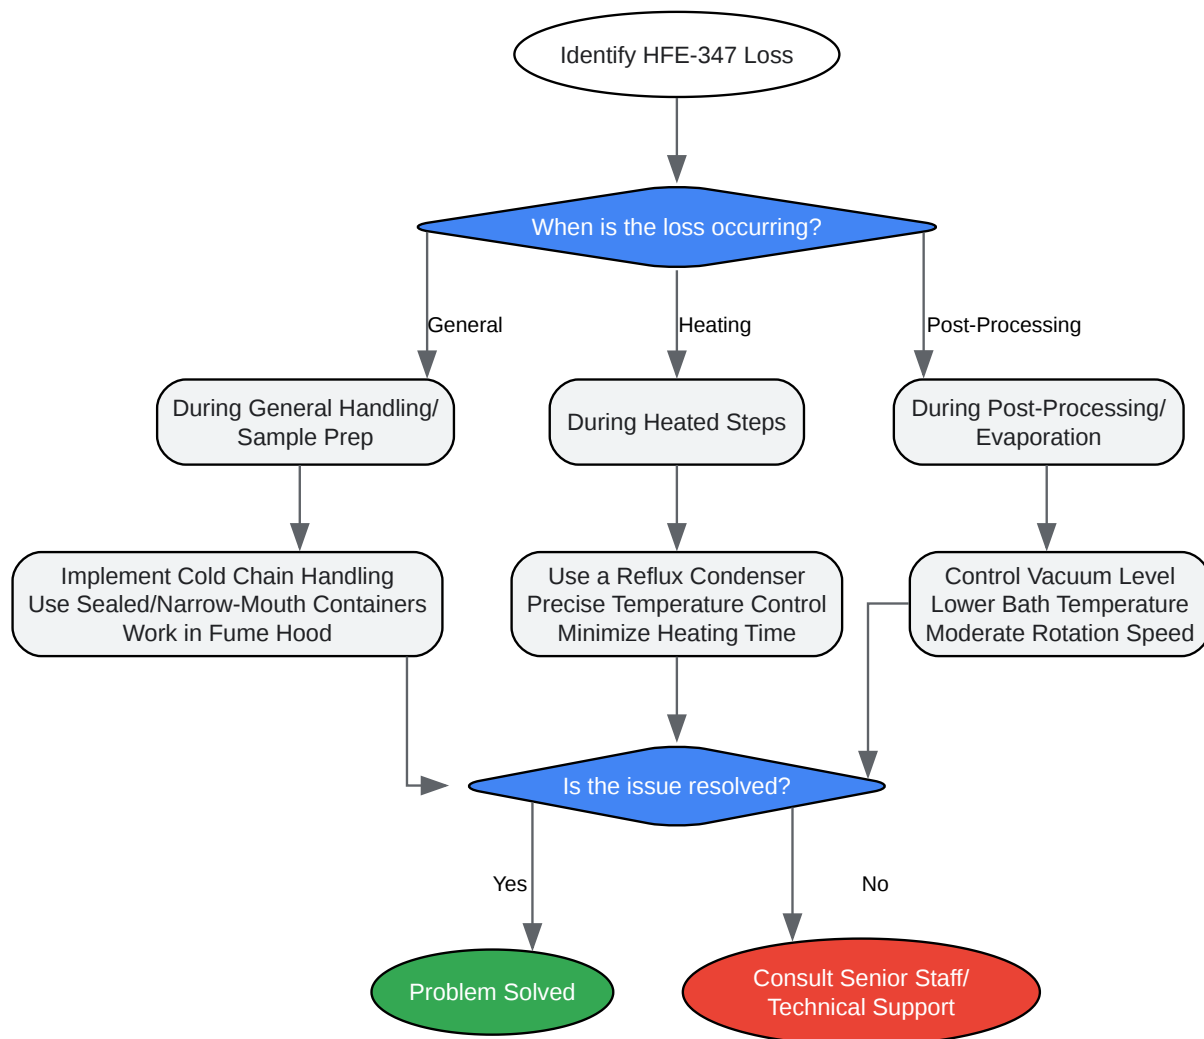 Identify HFE-347 Loss
When is the loss occurring?
General
Heating
Post-Processing
During General Handling/
Sample Prep
During Heated Steps
During Post-Processing/
Evaporation
Implement Cold Chain Handling
Use Sealed/Narrow-Mouth Containers
Work in Fume Hood
Use a Reflux Condenser
Precise Temperature Control
Minimize Heating Time
Control Vacuum Level
Lower Bath Temperature
Moderate Rotation Speed
Is the issue resolved?
Yes
No
Problem Solved
Consult Senior Staff/
Technical Support